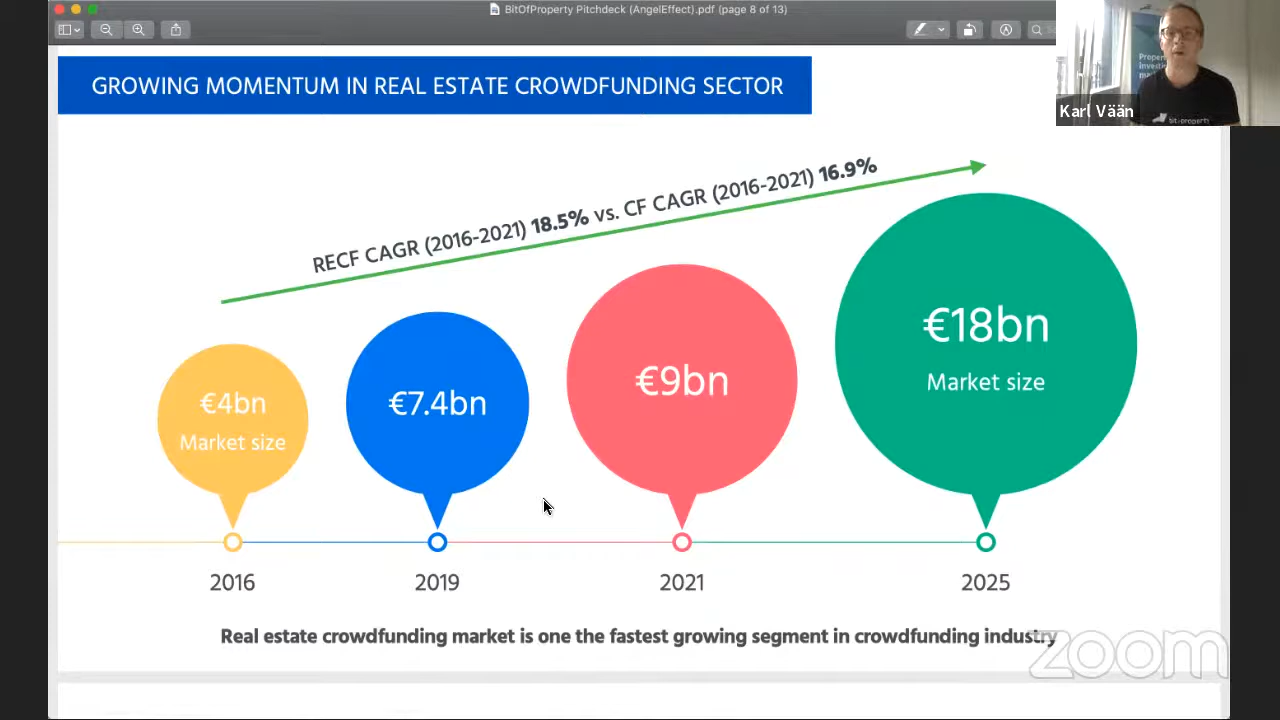 BitOfProperty Pitchdeck (AngelEffect).pdf (page 8 of 13)
GROWING MOMENTUM IN REAL ESTATE CROWDFUNDING SECTOR
Karl Vään
bitofproperty
RECF CAGR (2016-2021) 18.5% vs. CF CAGR (2016-2021) 16.9%
€4bn
Market size
€7.4bn
€9bn
€18bn
Market size
2016
2019
2021
2025
Real estate crowdfunding market is one the fastest growing segment in crowdfunding industry
zoom